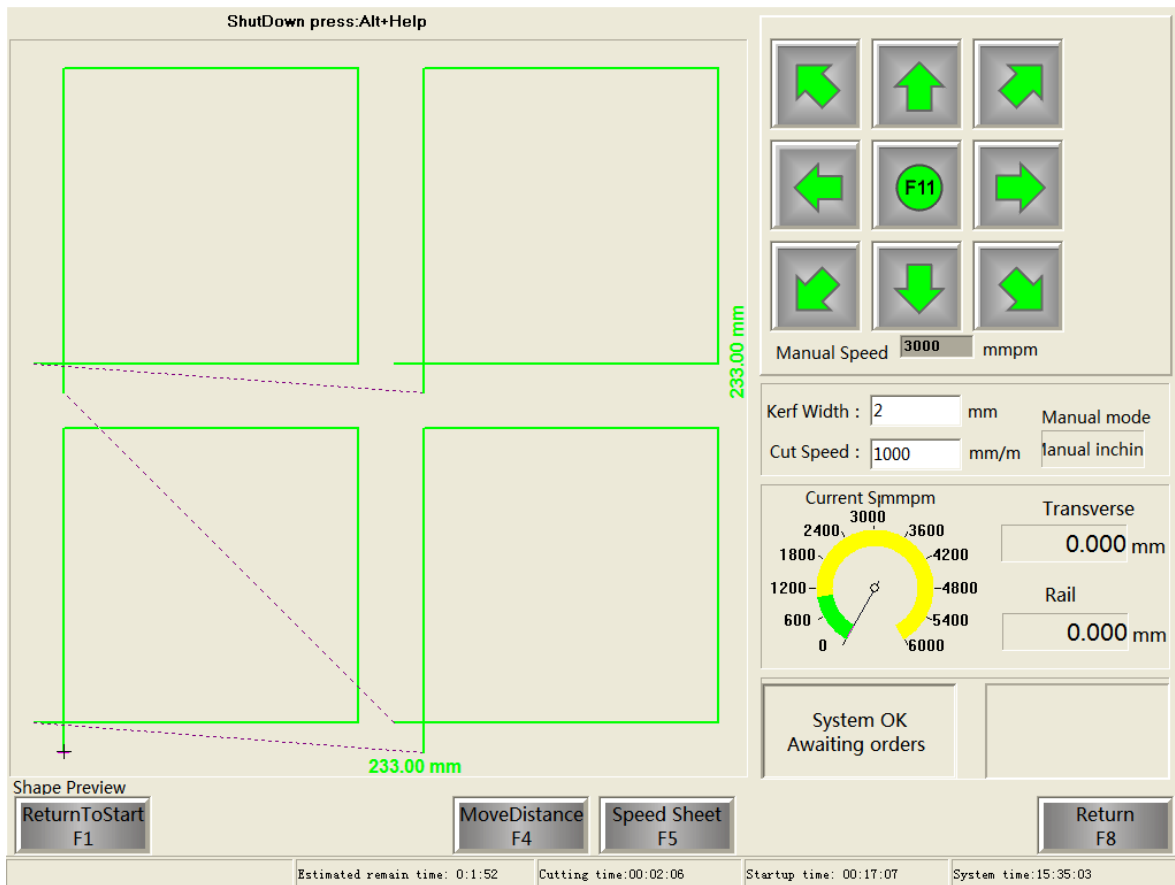 ShutDown press:Alt+Help
233.00 mm
233.00 mm
Shape Preview
F11
Manual Speed 3000 mmpm
Kerf Width : 2 mm
Cut Speed : 1000 mm/m
Manual mode
Manual inchin
Current Smmpm
0
600
1200
1800
2400
3000
3600
4200
4800
5400
6000
Transverse
0.000 mm
Rail
0.000 mm
System OK
Awaiting orders
ReturnToStart
F1
MoveDistance
F4
Speed Sheet
F5
Return
F8
Estimated remain time: 0:1:52
Cutting time:00:02:06
Startup time: 00:17:07
System time:15:35:03